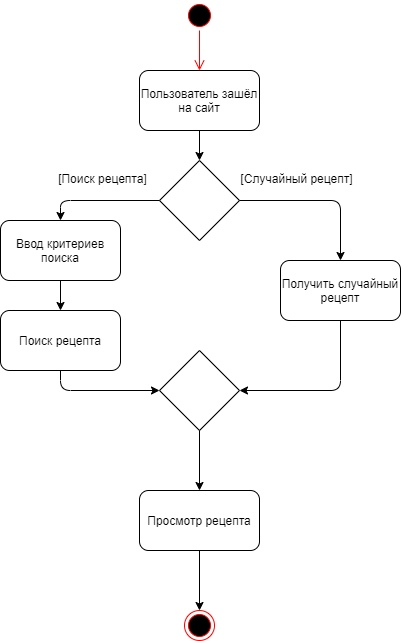 Пользователь зашёл
на сайт
[Поиск рецепта]
[Случайный рецепт]
Ввод критериев
поиска
Получить случайный
рецепт
Поиск рецепта
Просмотр рецепта